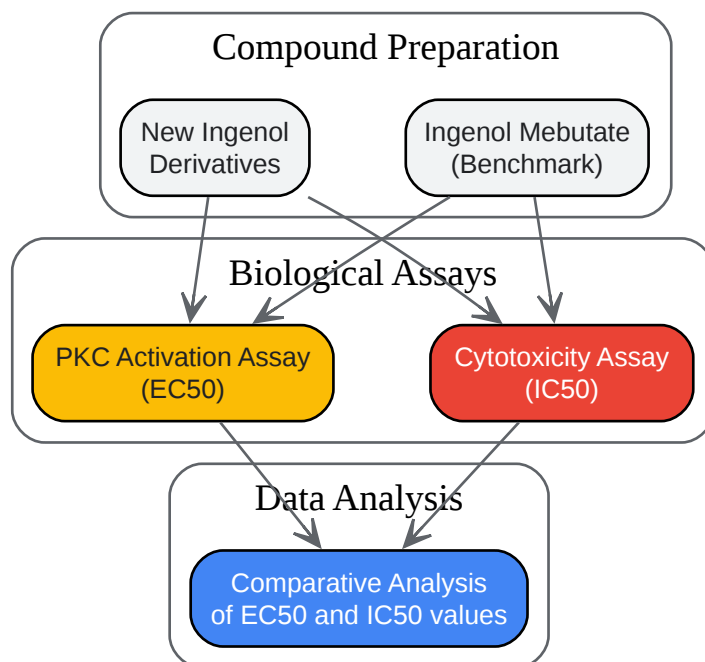 Compound Preparation
New Ingenol
Derivatives
Ingenol Mebutate
(Benchmark)
Biological Assays
PKC Activation Assay
(EC50)
Cytotoxicity Assay
(IC50)
Data Analysis
Comparative Analysis
of EC50 and IC50 values